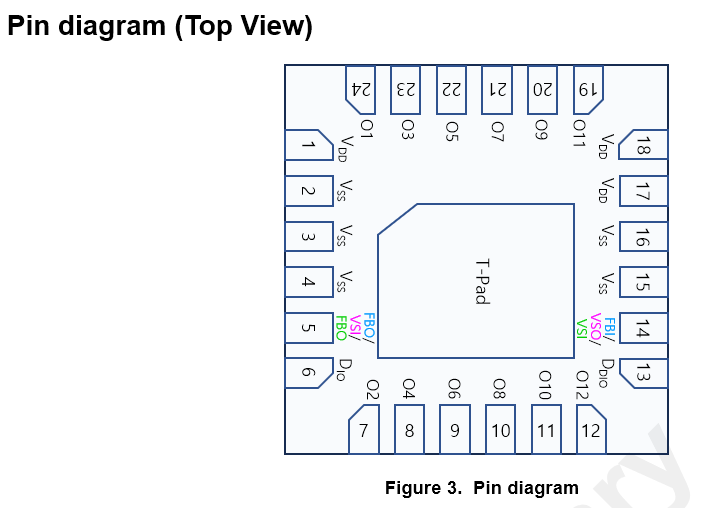 Pin diagram (Top View)
24 23 22 21 20 19
O1 O3 O5 O7 O9 O11
1 VDD VDD 18
2 VSS VDD 17
3 VSS VSS 16
4 VSS VSS 15
T-Pad
5 FBO VSI/ FBO/ VSI VSO/ FBI/ 14
6 DIO DDIO 13
O2 O4 O6 O8 O10 O12
7 8 9 10 11 12
Figure 3. Pin diagram